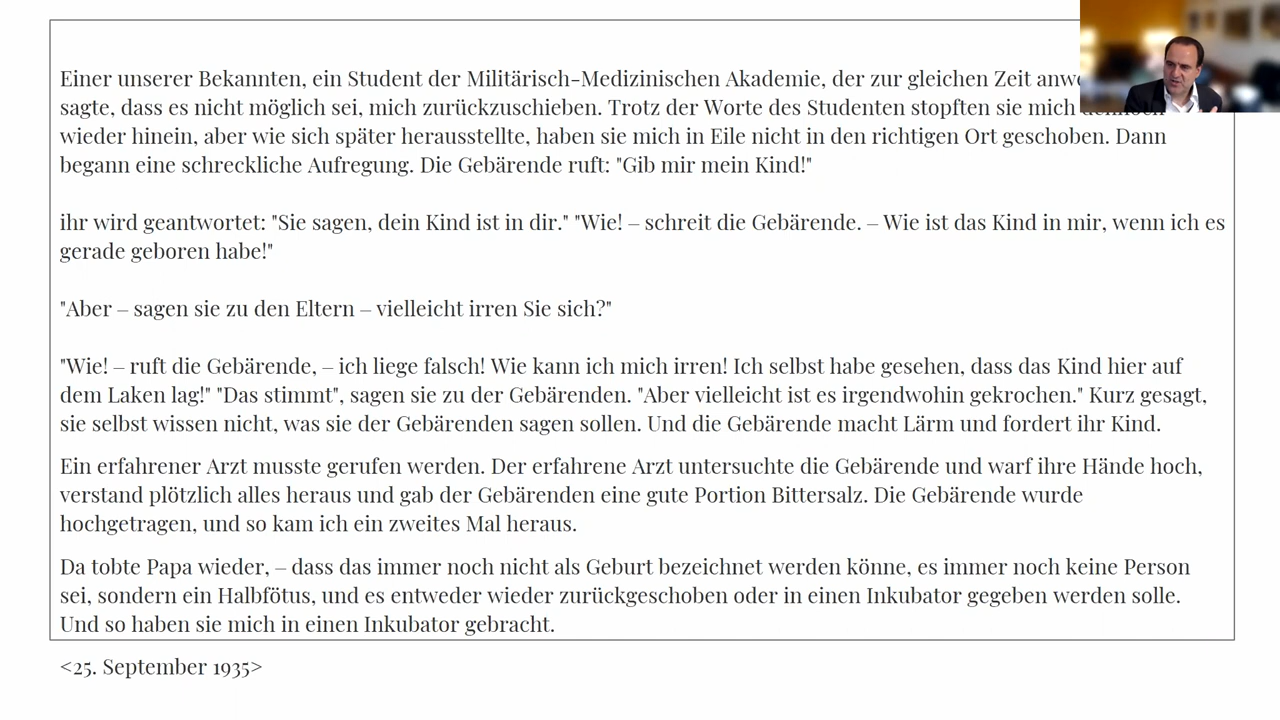 Einer unserer Bekannten, ein Student der Militärisch-Medizinischen Akademie, der zur gleichen Zeit
sagte, dass es nicht möglich sei, mich zurückzuschieben. Trotz der Worte des Studenten stopften sie mich dennoch
wieder hinein, aber wie sich später herausstellte, haben sie mich in Eile nicht in den richtigen Ort geschoben. Dann
begann eine schreckliche Aufregung. Die Gebärende ruft: "Gib mir mein Kind!"
ihr wird geantwortet: "Sie sagen, dein Kind ist in dir." "Wie! – schreit die Gebärende. – Wie ist das Kind in mir, wenn ich es
gerade geboren habe!"
"Aber – sagen sie zu den Eltern – vielleicht irren Sie sich?"
"Wie! – ruft die Gebärende, – ich liege falsch! Wie kann ich mich irren! Ich selbst habe gesehen, dass das Kind hier auf
dem Laken lag!" "Das stimmt", sagen sie zu der Gebärenden. "Aber vielleicht ist es irgendwohin gekrochen." Kurz gesagt,
sie selbst wissen nicht, was sie der Gebärenden sagen sollen. Und die Gebärende macht Lärm und fordert ihr Kind.
Ein erfahrener Arzt musste gerufen werden. Der erfahrene Arzt untersuchte die Gebärende und warf ihre Hände hoch,
verstand plötzlich alles heraus und gab der Gebärenden eine gute Portion Bittersalz. Die Gebärende wurde
hochgetragen, und so kam ich ein zweites Mal heraus.
Da tobte Papa wieder, – dass das immer noch nicht als Geburt bezeichnet werden könne, es immer noch keine Person
sei, sondern ein Halbfötus, und es entweder wieder zurückgeschoben oder in einen Inkubator gegeben werden solle.
Und so haben sie mich in einen Inkubator gebracht.
<25. September 1935>